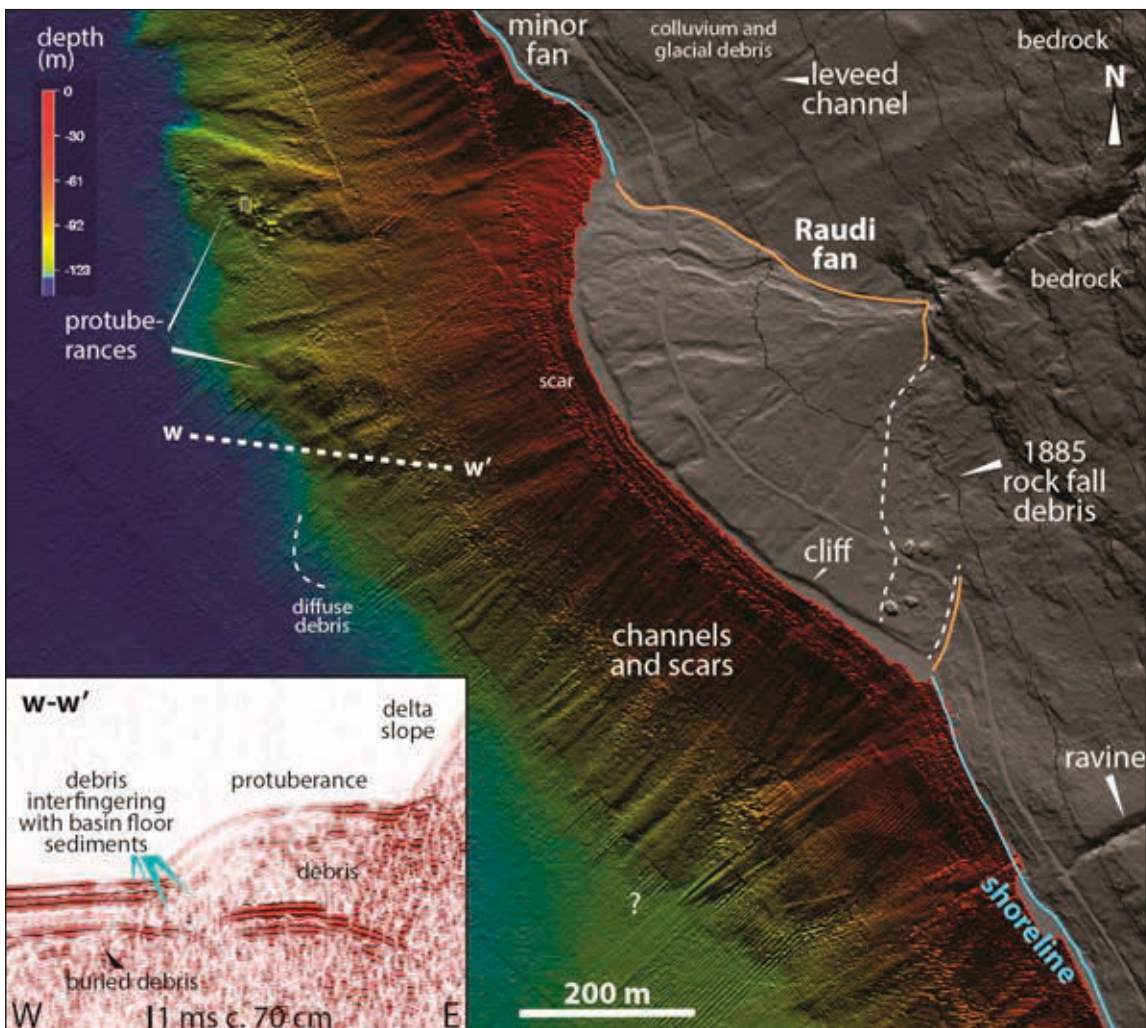 depth
(m)
0
-30
-61
-92
-123
minor
fan
colluvium and
glacial debris
leveed
channel
bedrock
N
Raudi
fan
bedrock
protube-
rances
scar
w
w'
1885
rock fall
debris
cliff
diffuse
debris
channels
and scars
ravine
shoreline
?
200 m
w-w'
delta
slope
protuberance
debris
interfingering
with basin floor
sediments
debris
buried debris
W
1 ms c. 70 cm
E